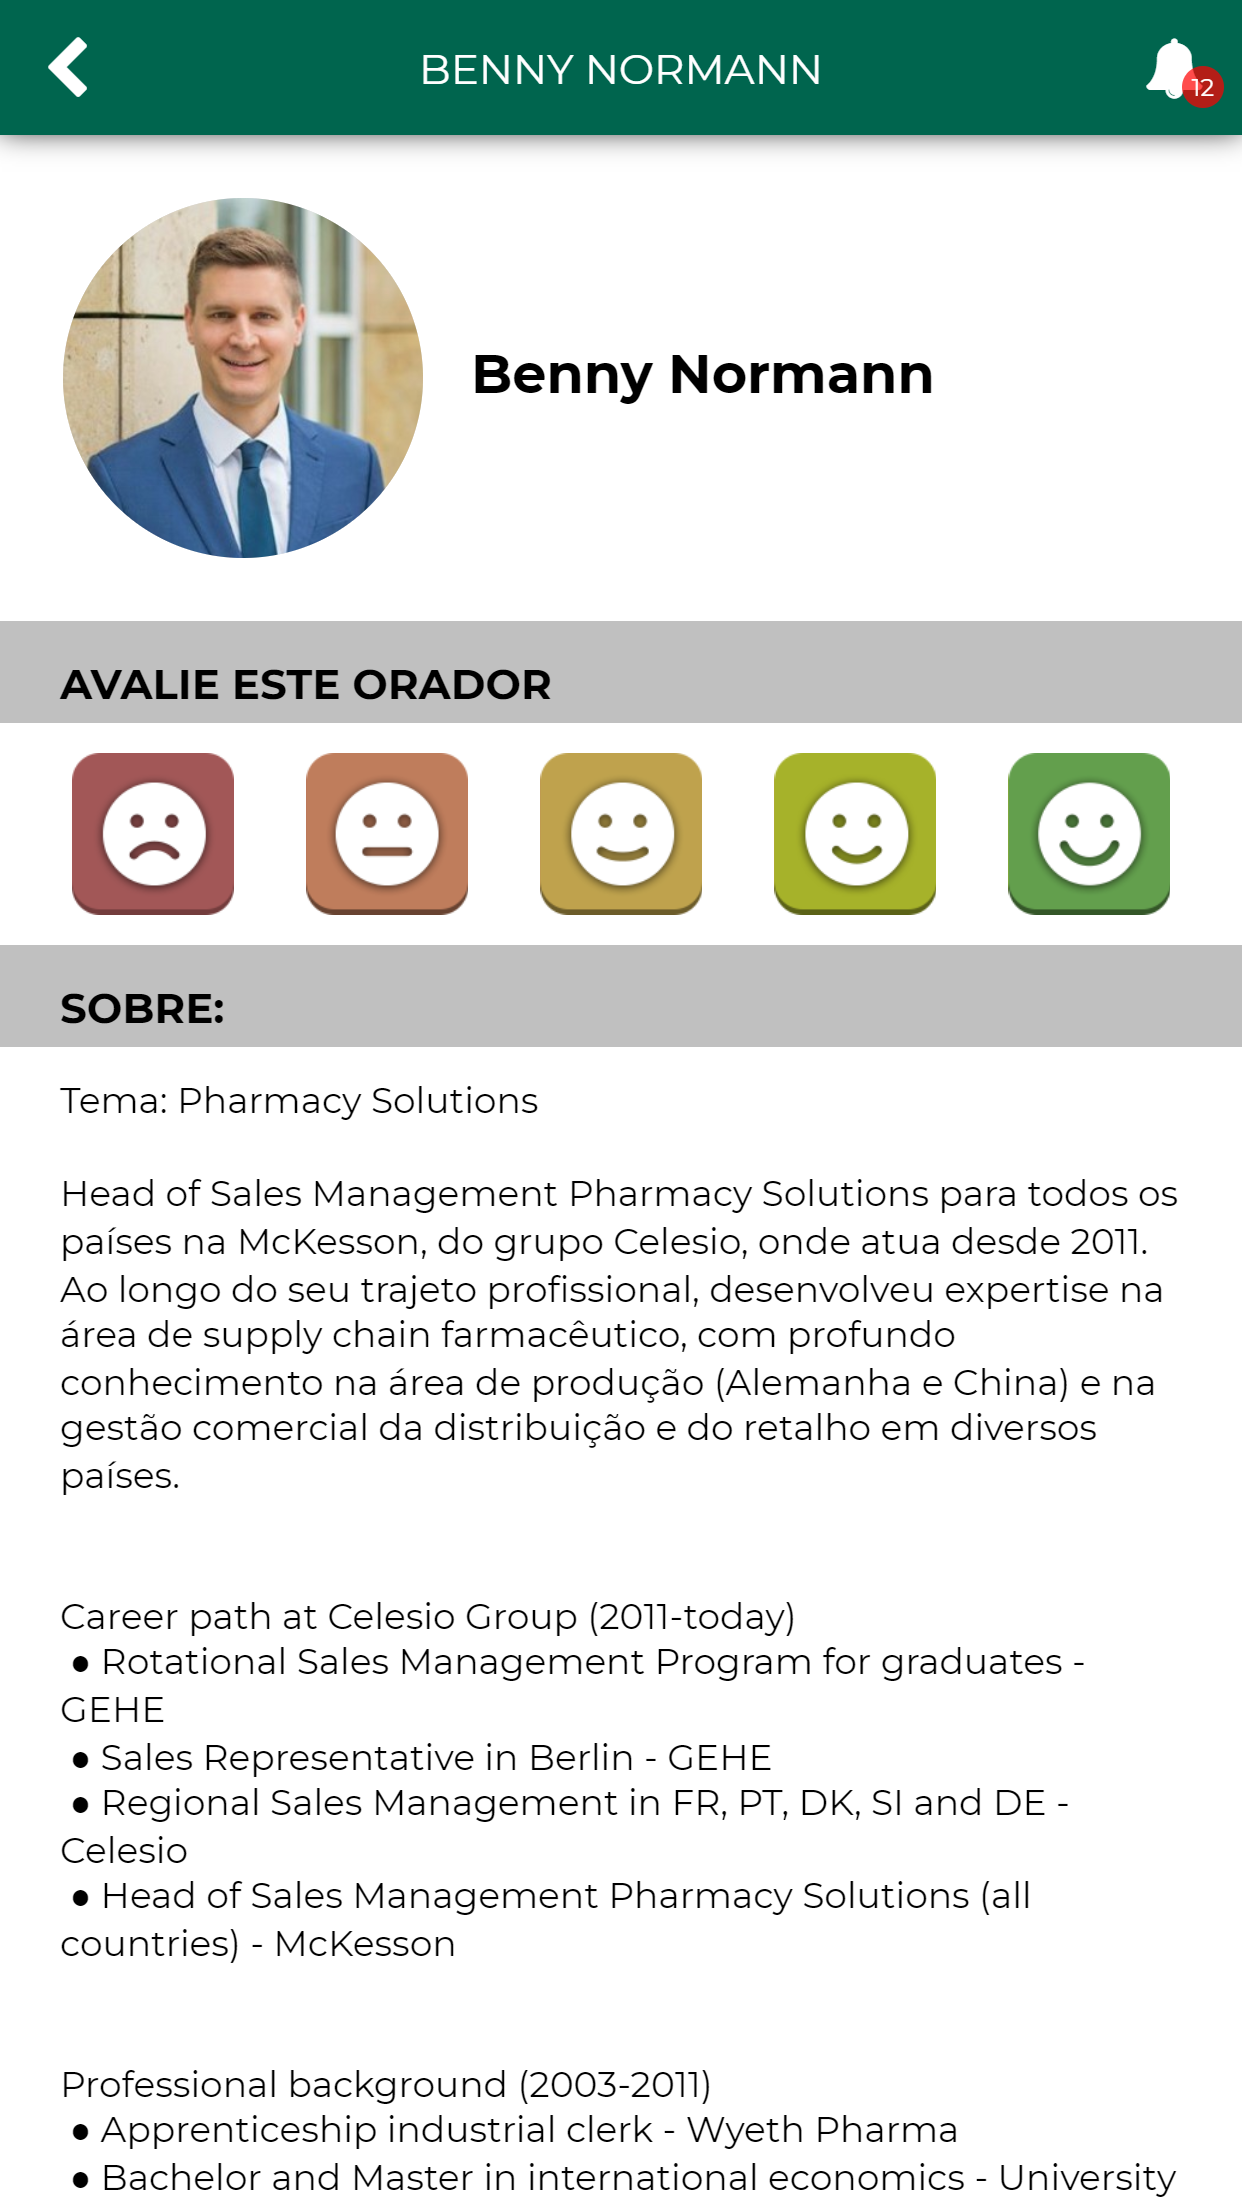 BENNY NORMANN
12
Benny Normann
AVALIE ESTE ORADOR
SOBRE:
Tema: Pharmacy Solutions
Head of Sales Management Pharmacy Solutions para todos os
países na McKesson, do grupo Celesio, onde atua desde 2011.
Ao longo do seu trajeto profissional, desenvolveu expertise na
área de supply chain farmacêutico, com profundo
conhecimento na área de produção (Alemanha e China) e na
gestão comercial da distribuição e do retalho em diversos
países.
Career path at Celesio Group (2011-today)
● Rotational Sales Management Program for graduates -
GEHE
● Sales Representative in Berlin - GEHE
● Regional Sales Management in FR, PT, DK, SI and DE -
Celesio
● Head of Sales Management Pharmacy Solutions (all
countries) - McKesson
Professional background (2003-2011)
● Apprenticeship industrial clerk - Wyeth Pharma
● Bachelor and Master in international economics - University